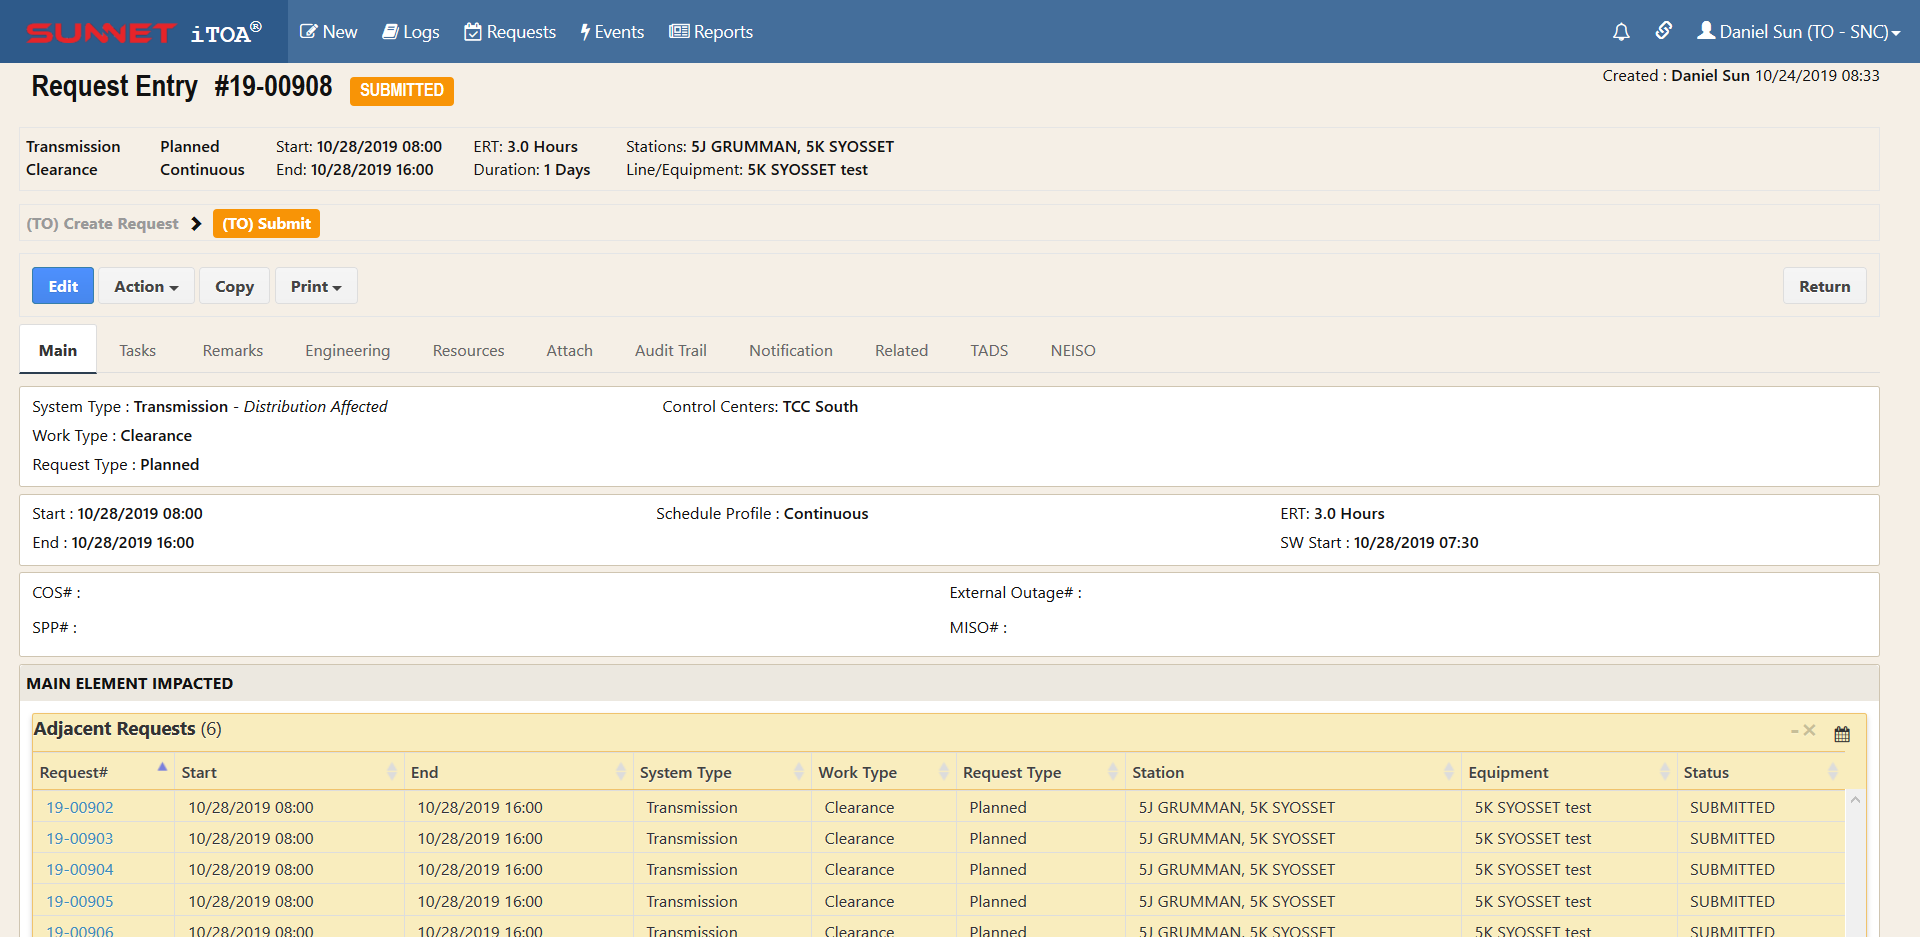 SUNNET iTOA® New Logs Requests Events Reports Daniel Sun (TO - SNC)
Request Entry #19-00908 SUBMITTED
Created : Daniel Sun 10/24/2019 08:33
Transmission Planned Start: 10/28/2019 08:00 ERT: 3.0 Hours Stations: 5J GRUMMAN, 5K SYOSSET
Clearance Continuous End: 10/28/2019 16:00 Duration: 1 Days Line/Equipment: 5K SYOSSET test
(TO) Create Request (TO) Submit
Edit Action Copy Print Return
Main Tasks Remarks Engineering Resources Attach Audit Trail Notification Related TADS NEISO
System Type : Transmission - Distribution Affected Control Centers: TCC South
Work Type : Clearance
Request Type : Planned
Start : 10/28/2019 08:00 Schedule Profile : Continuous ERT: 3.0 Hours
End : 10/28/2019 16:00 SW Start : 10/28/2019 07:30
COS# : External Outage# :
SPP# : MISO# :
MAIN ELEMENT IMPACTED
Adjacent Requests (6)
Request# Start End System Type Work Type Request Type Station Equipment Status
19-00902 10/28/2019 08:00 10/28/2019 16:00 Transmission Clearance Planned 5J GRUMMAN, 5K SYOSSET 5K SYOSSET test SUBMITTED
19-00903 10/28/2019 08:00 10/28/2019 16:00 Transmission Clearance Planned 5J GRUMMAN, 5K SYOSSET 5K SYOSSET test SUBMITTED
19-00904 10/28/2019 08:00 10/28/2019 16:00 Transmission Clearance Planned 5J GRUMMAN, 5K SYOSSET 5K SYOSSET test SUBMITTED
19-00905 10/28/2019 08:00 10/28/2019 16:00 Transmission Clearance Planned 5J GRUMMAN, 5K SYOSSET 5K SYOSSET test SUBMITTED
19-00906 10/28/2019 08:00 10/28/2019 16:00 Transmission Clearance Planned 5J GRUMMAN, 5K SYOSSET 5K SYOSSET test SUBMITTED